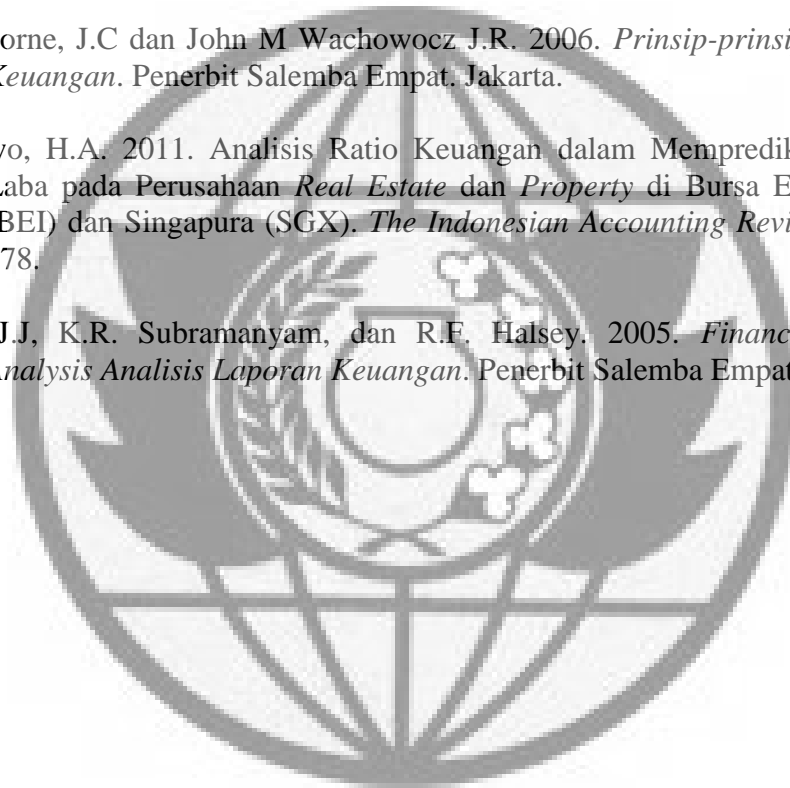 orne, J.C dan John M Wachowocz J.R. 2006. Prinsip-prinsi
Keuangan. Penerbit Salemba Empat. Jakarta.
vo, H.A. 2011. Analisis Ratio Keuangan dalam Mempredik
Laba pada Perusahaan Real Estate dan Property di Bursa E
BEI) dan Singapura (SGX). The Indonesian Accounting Revi
78.
J.J, K.R. Subramanyam, dan R.F. Halsey. 2005. Financ
Analysis Analisis Laporan Keuangan. Penerbit Salemba Empat